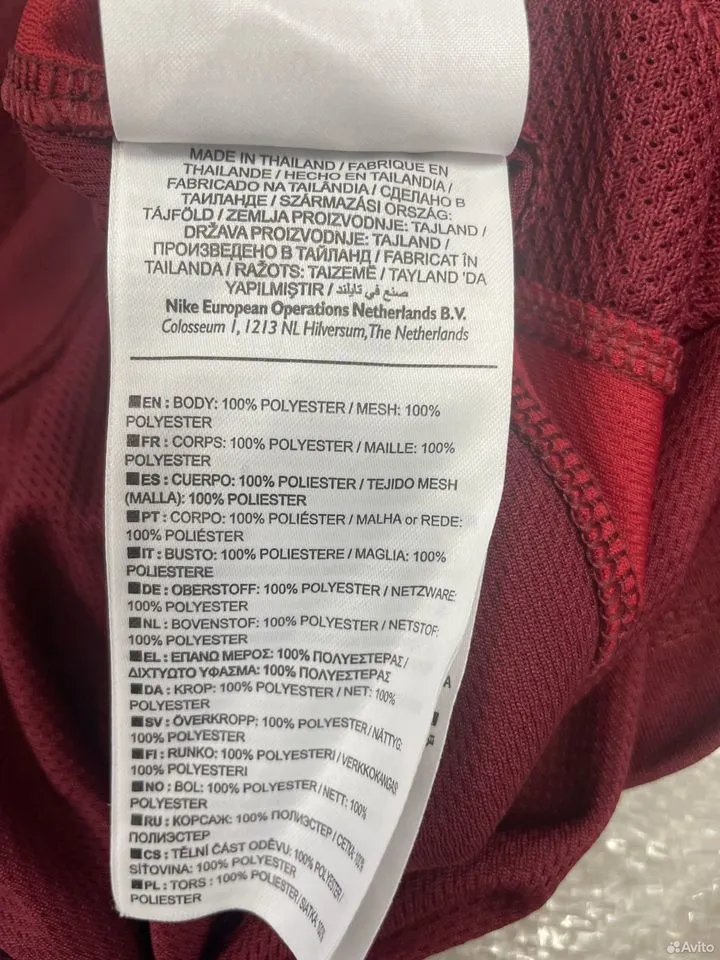 MADE IN THAILAND / FABRIQUE EN
THAILANDE / HECHO EN TAILANDIA /
FABRICADO NA TAILÂNDIA / СДЕЛАНО В
ТАИЛАНДЕ / SZÁRMAZÁSI ORSZÁG:
TÁJFÖLD / ZEMLJA PROIZVODNJE: TAJLAND /
DRŽAVA PROIZVODNJE: TAJLAND /
ПРОИЗВЕДЕНО В ТАЙЛАНД / FABRICAT ÎN
TAILANDA / RAŽOTS: TAIZEMĒ / TAYLAND 'DA
YAPILMIŞTIR / صنع في تايلاند
Nike European Operations Netherlands B.V.
Colosseum 1, 1213 NL Hilversum, The Netherlands
EN : BODY: 100% POLYESTER / MESH: 100%
POLYESTER
FR : CORPS: 100% POLYESTER / MAILLE: 100%
POLYESTER
ES : CUERPO: 100% POLIESTER / TEJIDO MESH
(MALLA): 100% POLIESTER
PT : CORPO: 100% POLIÉSTER / MALHA or REDE:
100% POLIÉSTER
IT : BUSTO: 100% POLIESTERE / MAGLIA: 100%
POLIESTERE
DE : OBERSTOFF: 100% POLYESTER / NETZWARE:
100% POLYESTER
NL : BOVENSTOF: 100% POLYESTER / NETSTOF:
100% POLYESTER
EL : ΕΠΑΝΩ ΜΕΡΟΣ: 100% ΠΟΛΥΕΣΤΕΡΑΣ /
ΔΙΧΤΥΩΤΟ ΥΦΑΣΜΑ: 100% ΠΟΛΥΕΣΤΕΡΑΣ
DA : KROP: 100% POLYESTER / NET: 100%
POLYESTER
SV : ÖVERKROPP: 100% POLYESTER / NÄTTYG:
100% POLYESTER
FI : RUNKO: 100% POLYESTERI / VERKKOKANGAS:
100% POLYESTERI
NO : BOL: 100% POLYESTER / NETT: 100%
POLYESTER
RU : КОРСАЖ: 100% ПОЛИЭСТЕР / СЕТКА: 100%
ПОЛИЭСТЕР
CS : TĚLNÍ ČÁST ODĚVU: 100% POLYESTER /
SÍŤOVINA: 100% POLYESTER
PL : TORS : 100% POLIESTER / SIATKA: 100%
POLIESTER
A
Avito